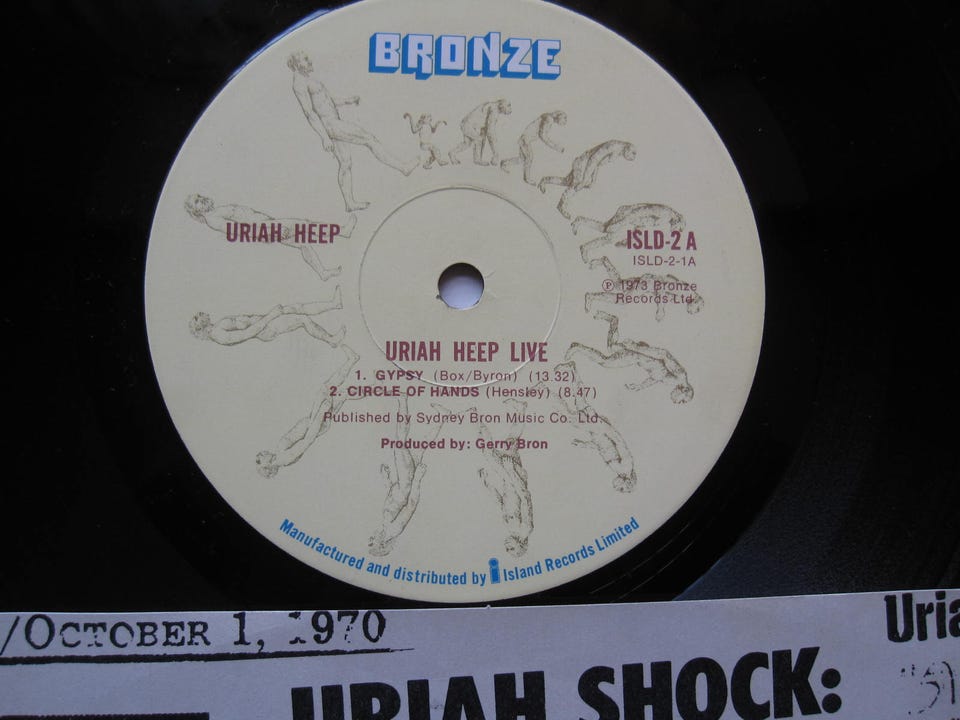 BRONZE
URIAH HEEP
ISLD-2 A
ISLD-2-1A
℗ 1973 Bronze
Records Ltd.
URIAH HEEP LIVE
1. GYPSY (Box/Byron) (13.32)
2. CIRCLE OF HANDS (Hensley) (8.47)
Published by Sydney Bron Music Co. Ltd.
Produced by: Gerry Bron
Manufactured and distributed by i Island Records Limited
/OCTOBER 1, 1970
URIAH SHOCK: